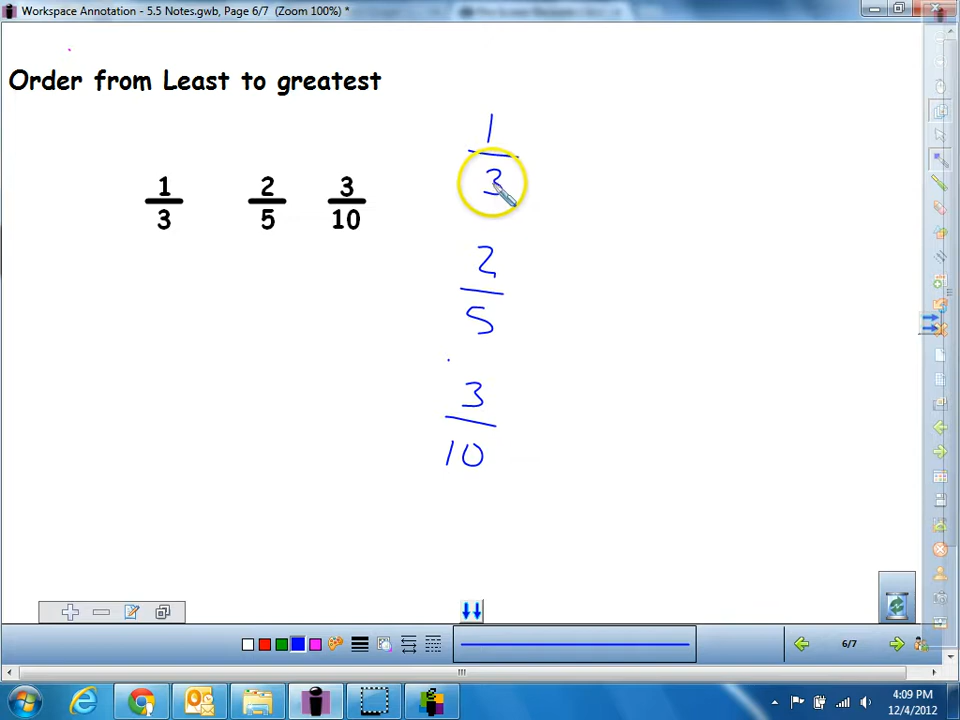 Workspace Annotation - 5.5 Notes.gwb, Page 6/7 (Zoom 100%) *
Order from Least to greatest
1 2 3
3 5 10
1
3
2
5
3
10
6/7
4:09 PM
12/4/2012